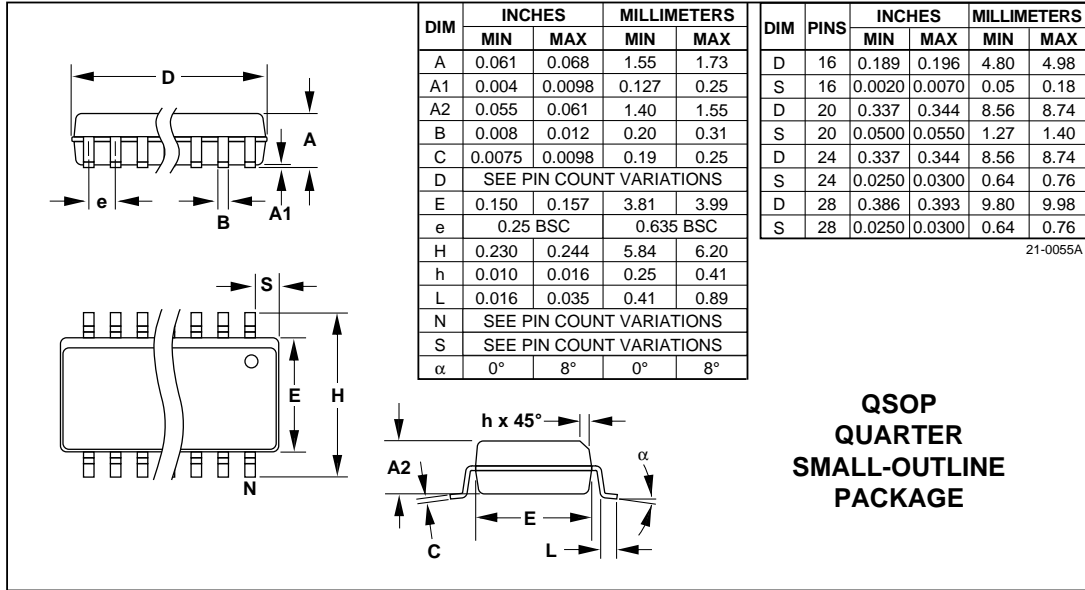 D
A
e
B
A1
S
E
H
N
h x 45°
A2
α
E
C
L
DIM INCHES MILLIMETERS
MIN MAX MIN MAX
A 0.061 0.068 1.55 1.73
A1 0.004 0.0098 0.127 0.25
A2 0.055 0.061 1.40 1.55
B 0.008 0.012 0.20 0.31
C 0.0075 0.0098 0.19 0.25
D SEE PIN COUNT VARIATIONS
E 0.150 0.157 3.81 3.99
e 0.25 BSC 0.635 BSC
H 0.230 0.244 5.84 6.20
h 0.010 0.016 0.25 0.41
L 0.016 0.035 0.41 0.89
N SEE PIN COUNT VARIATIONS
S SEE PIN COUNT VARIATIONS
α 0° 8° 0° 8°
DIM PINS INCHES MILLIMETERS
MIN MAX MIN MAX
D 16 0.189 0.196 4.80 4.98
S 16 0.0020 0.0070 0.05 0.18
D 20 0.337 0.344 8.56 8.74
S 20 0.0500 0.0550 1.27 1.40
D 24 0.337 0.344 8.56 8.74
S 24 0.0250 0.0300 0.64 0.76
D 28 0.386 0.393 9.80 9.98
S 28 0.0250 0.0300 0.64 0.76
21-0055A
QSOP
QUARTER
SMALL-OUTLINE
PACKAGE